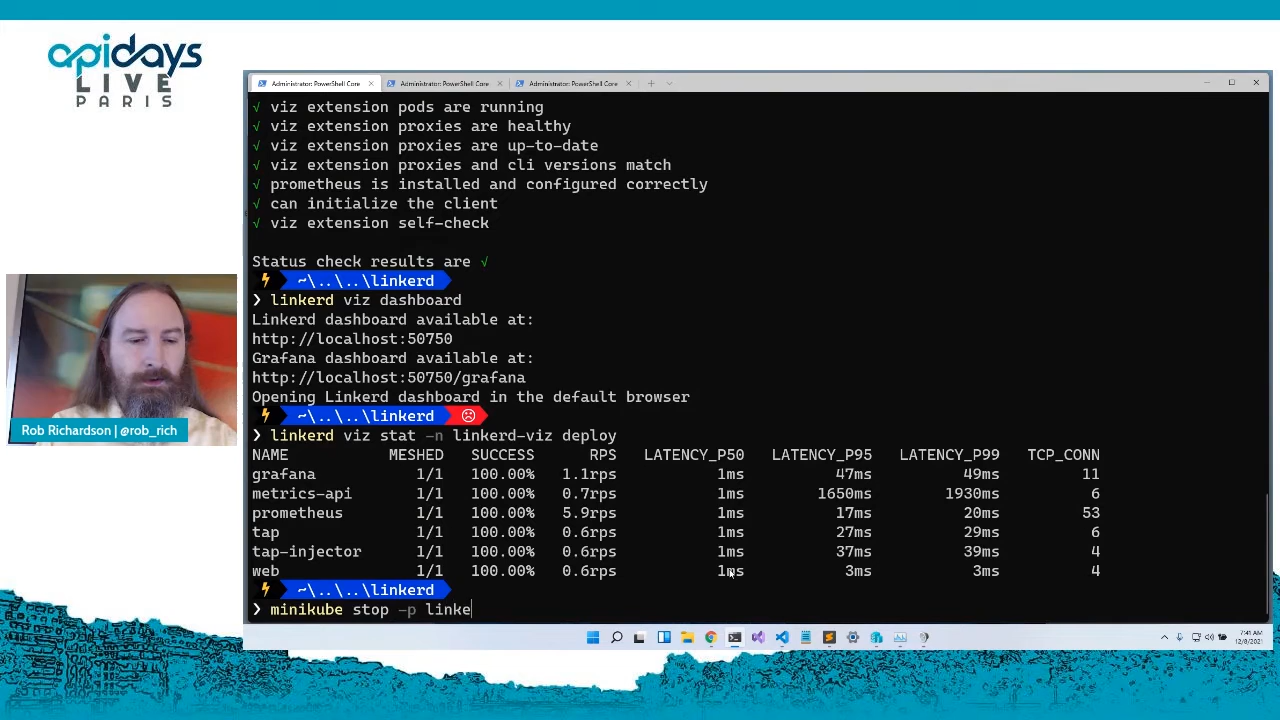 apidays
LIVE
PARIS
Administrator: PowerShell Core
Administrator: PowerShell Core
Administrator: PowerShell Core
√ viz extension pods are running
√ viz extension proxies are healthy
√ viz extension proxies are up-to-date
√ viz extension proxies and cli versions match
√ prometheus is installed and configured correctly
√ can initialize the client
√ viz extension self-check
Status check results are √
~\..\..\linkerd
❯ linkerd viz dashboard
Linkerd dashboard available at:
http://localhost:50750
Grafana dashboard available at:
http://localhost:50750/grafana
Opening Linkerd dashboard in the default browser
~\..\..\linkerd
❯ linkerd viz stat -n linkerd-viz deploy
NAME MESHED SUCCESS RPS LATENCY_P50 LATENCY_P95 LATENCY_P99 TCP_CONN
grafana 1/1 100.00% 1.1rps 1ms 47ms 49ms 11
metrics-api 1/1 100.00% 0.7rps 1ms 1650ms 1930ms 6
prometheus 1/1 100.00% 5.9rps 1ms 17ms 20ms 53
tap 1/1 100.00% 0.6rps 1ms 27ms 29ms 6
tap-injector 1/1 100.00% 0.6rps 1ms 37ms 39ms 4
web 1/1 100.00% 0.6rps 1ms 3ms 3ms 4
~\..\..\linkerd
❯ minikube stop -p linke
Rob Richardson | @rob_rich
7:41 AM
12/8/2021